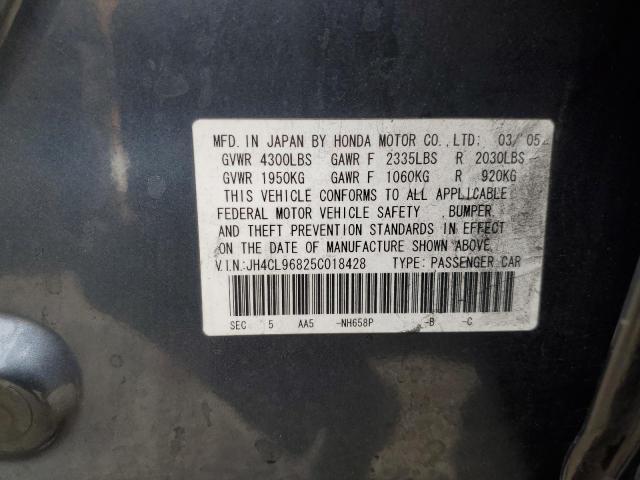 MFD. IN JAPAN BY HONDA MOTOR CO., LTD: 03/'05
GVWR 4300LBS GAWR F 2335LBS R 2030LBS
GVWR 1950KG GAWR F 1060KG R 920KG
THIS VEHICLE CONFORMS TO ALL APPLICABLE
FEDERAL MOTOR VEHICLE SAFETY , BUMPER
AND THEFT PREVENTION STANDARDS IN EFFECT
ON THE DATE OF MANUFACTURE SHOWN ABOVE.
V.I.N.:JH4CL96825C018428 TYPE: PASSENGER CAR
SEC 5 AA5 -NH658P -B -C